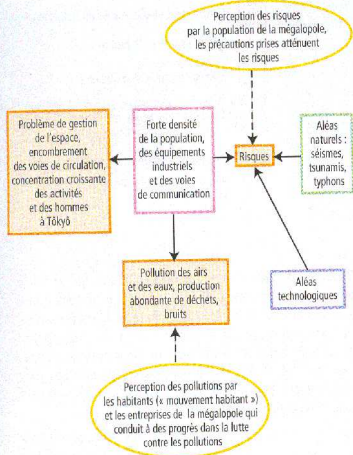 Perception des risques
par la population de la mégalopole,
les précautions prises atténuent
les risques
Problème de gestion
de l'espace,
encombrement
des voies de circulation,
concentration croissante
des activités
et des hommes
à Tôkyô
Forte densité
de la population,
des équipements
industriels
et des voies
de communication
Risques
Aléas
naturels :
séismes,
tsunamis,
typhons
Pollution des airs
et des eaux, production
abondante de déchets,
bruits
Aléas
technologiques
Perception des pollutions par
les habitants (« mouvement habitant »)
et les entreprises de la mégalopole qui
conduit à des progrès dans la lutte
contre les pollutions